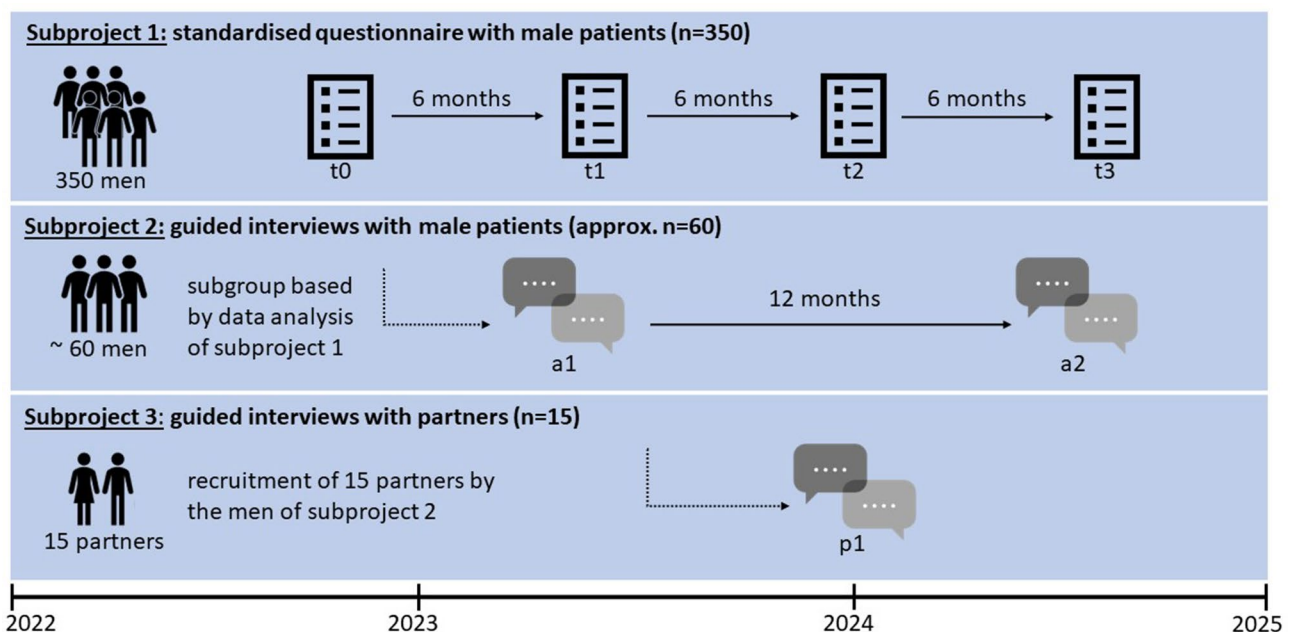 Subproject 1: standardised questionnaire with male patients (n=350)
6 months
6 months
6 months
350 men
t0
t1
t2
t3
Subproject 2: guided interviews with male patients (approx. n=60)
subgroup based
by data analysis
of subproject 1
~ 60 men
12 months
a1
a2
Subproject 3: guided interviews with partners (n=15)
recruitment of 15 partners by
the men of subproject 2
15 partners
p1
2022
2023
2024
2025